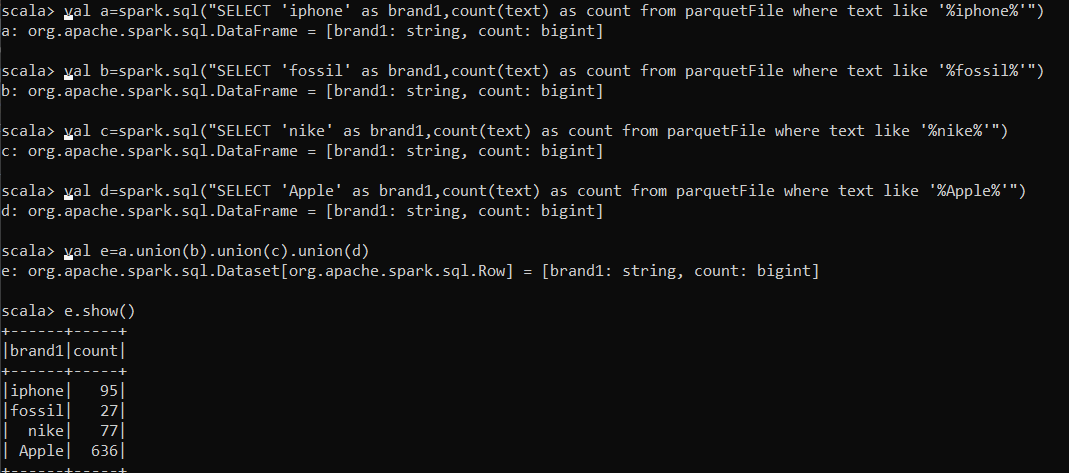 scala> val a=spark.sql("SELECT 'iphone' as brand1,count(text) as count from parquetFile where text like '%iphone%'")
a: org.apache.spark.sql.DataFrame = [brand1: string, count: bigint]
scala> val b=spark.sql("SELECT 'fossil' as brand1,count(text) as count from parquetFile where text like '%fossil%'")
b: org.apache.spark.sql.DataFrame = [brand1: string, count: bigint]
scala> val c=spark.sql("SELECT 'nike' as brand1,count(text) as count from parquetFile where text like '%nike%'")
c: org.apache.spark.sql.DataFrame = [brand1: string, count: bigint]
scala> val d=spark.sql("SELECT 'Apple' as brand1,count(text) as count from parquetFile where text like '%Apple%'")
d: org.apache.spark.sql.DataFrame = [brand1: string, count: bigint]
scala> val e=a.union(b).union(c).union(d)
e: org.apache.spark.sql.Dataset[org.apache.spark.sql.Row] = [brand1: string, count: bigint]
scala> e.show()
+------+-----+
|brand1|count|
+------+-----+
|iphone|   95|
|fossil|   27|
|  nike|   77|
| Apple|  636|
+------+-----+